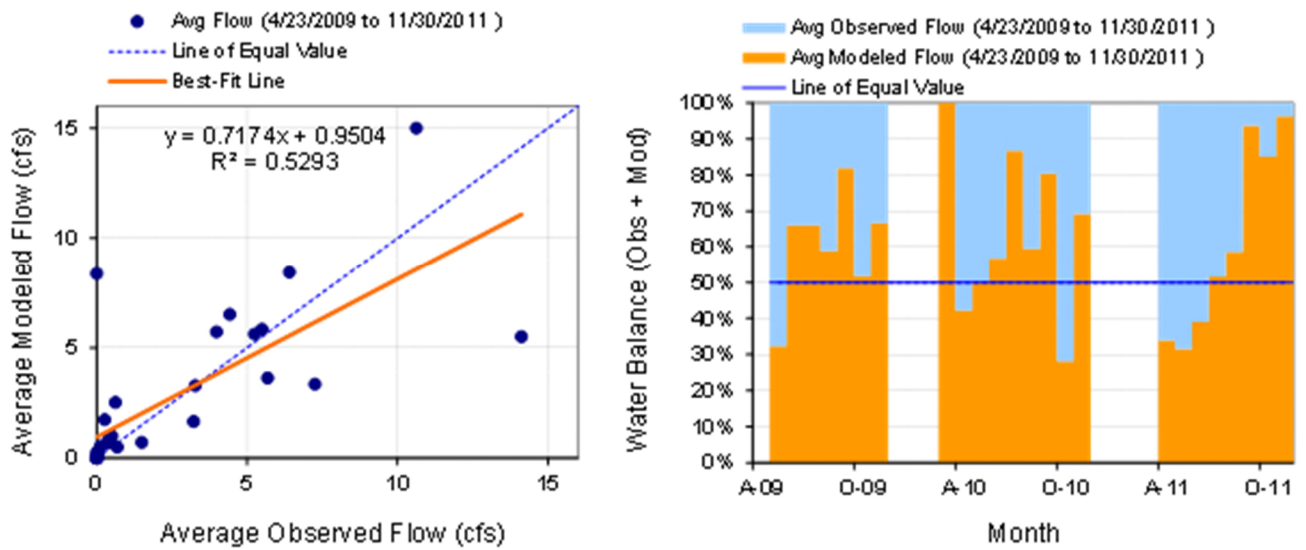 Avg Flow (4/23/2009 to 11/30/2011 )
Line of Equal Value
Best-Fit Line
y = 0.7174x + 0.9504
R² = 0.5293
15
10
5
0
0 5 10 15
Average Modeled Flow (cfs)
Average Observed Flow (cfs)
Avg Observed Flow (4/23/2009 to 11/30/2011 )
Avg Modeled Flow (4/23/2009 to 11/30/2011 )
Line of Equal Value
100%
90%
80%
70%
60%
50%
40%
30%
20%
10%
0%
A-09 O-09 A-10 O-10 A-11 O-11
Water Balance (Obs + Mod)
Month